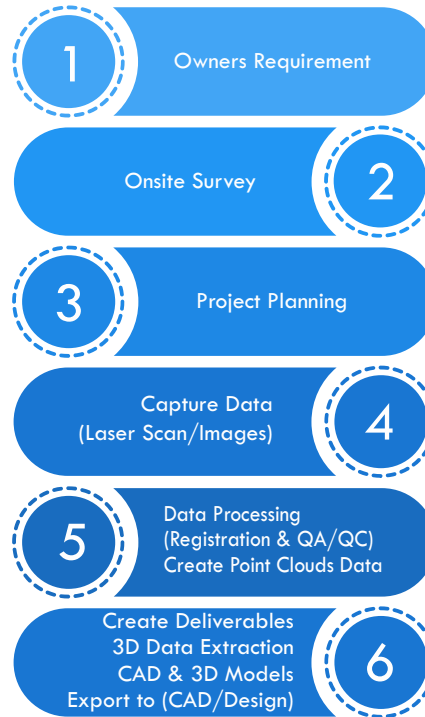 1
Owners Requirement
Onsite Survey
2
3
Project Planning
Capture Data
(Laser Scan/Images)
4
5
Data Processing
(Registration & QA/QC)
Create Point Clouds Data
Create Deliverables
3D Data Extraction
CAD & 3D Models
Export to (CAD/Design)
6